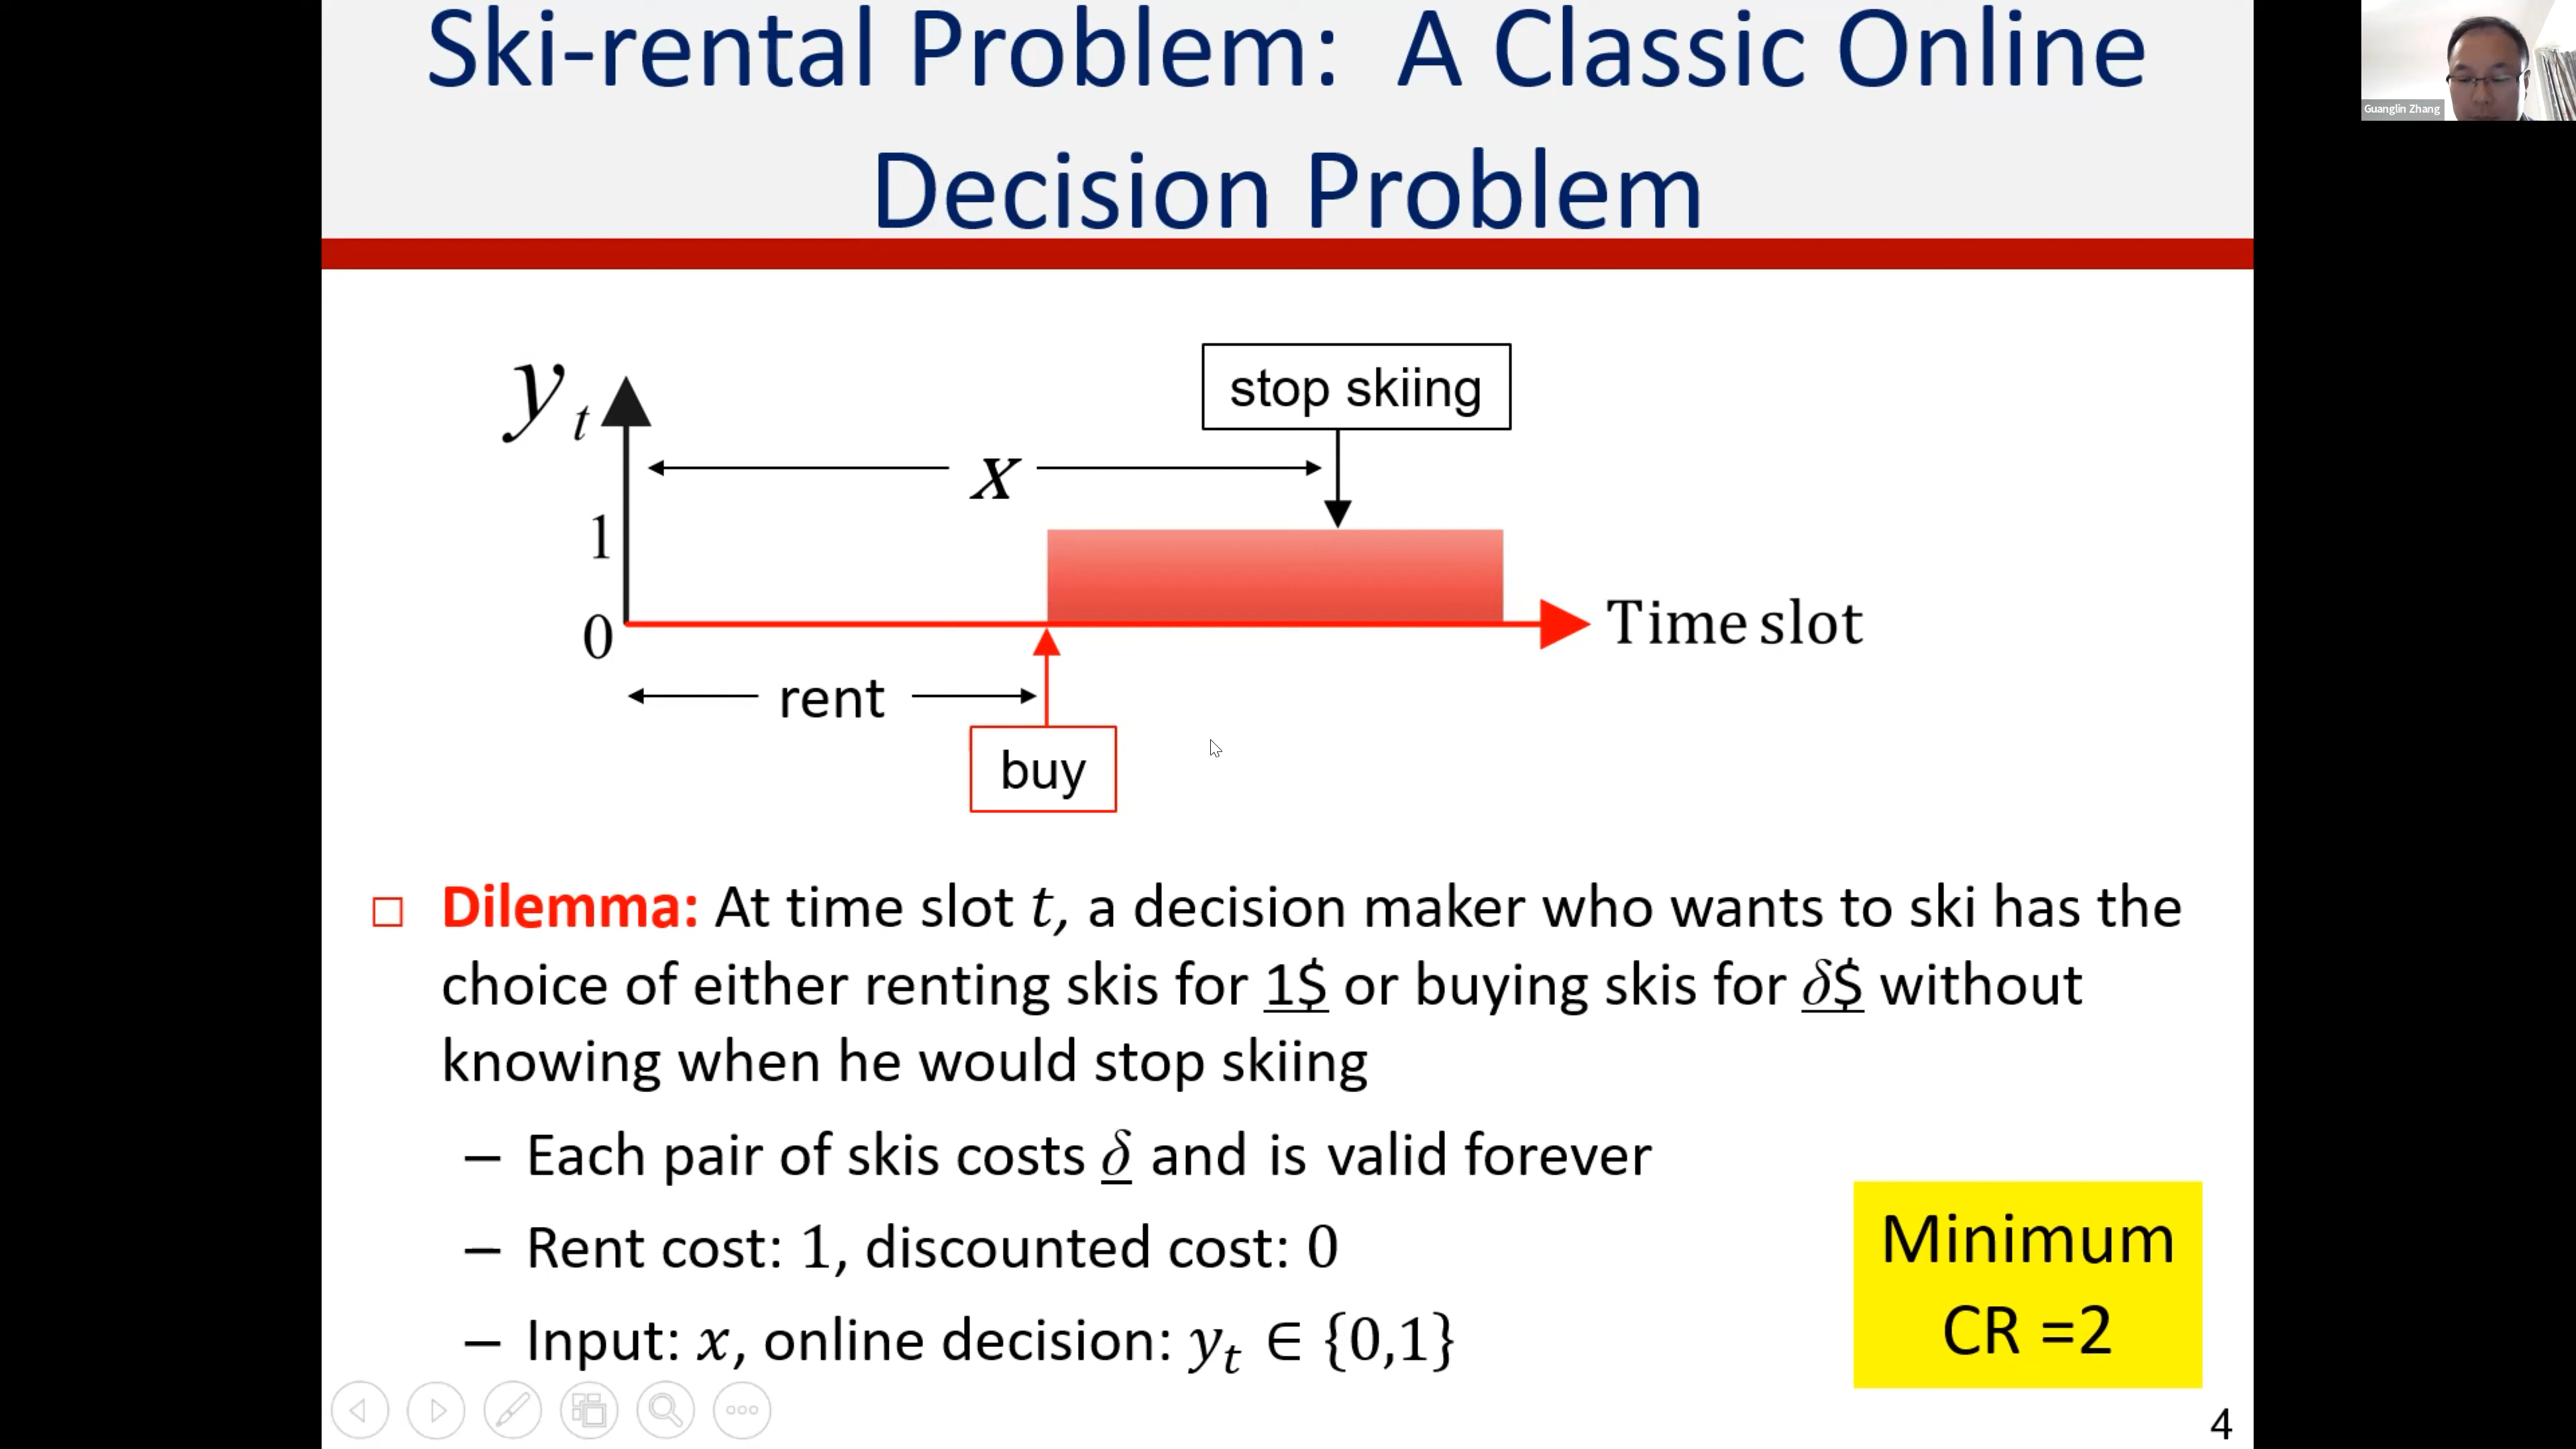 Ski-rental Problem: A Classic Online
Decision Problem
Guanglin Zhang
y_t
stop skiing
x
1
0
Time slot
rent
buy
□ Dilemma: At time slot t, a decision maker who wants to ski has the
choice of either renting skis for 1$ or buying skis for δ$ without
knowing when he would stop skiing
– Each pair of skis costs δ and is valid forever
– Rent cost: 1, discounted cost: 0
– Input: x, online decision: y_t ∈ {0,1}
Minimum
CR =2
4